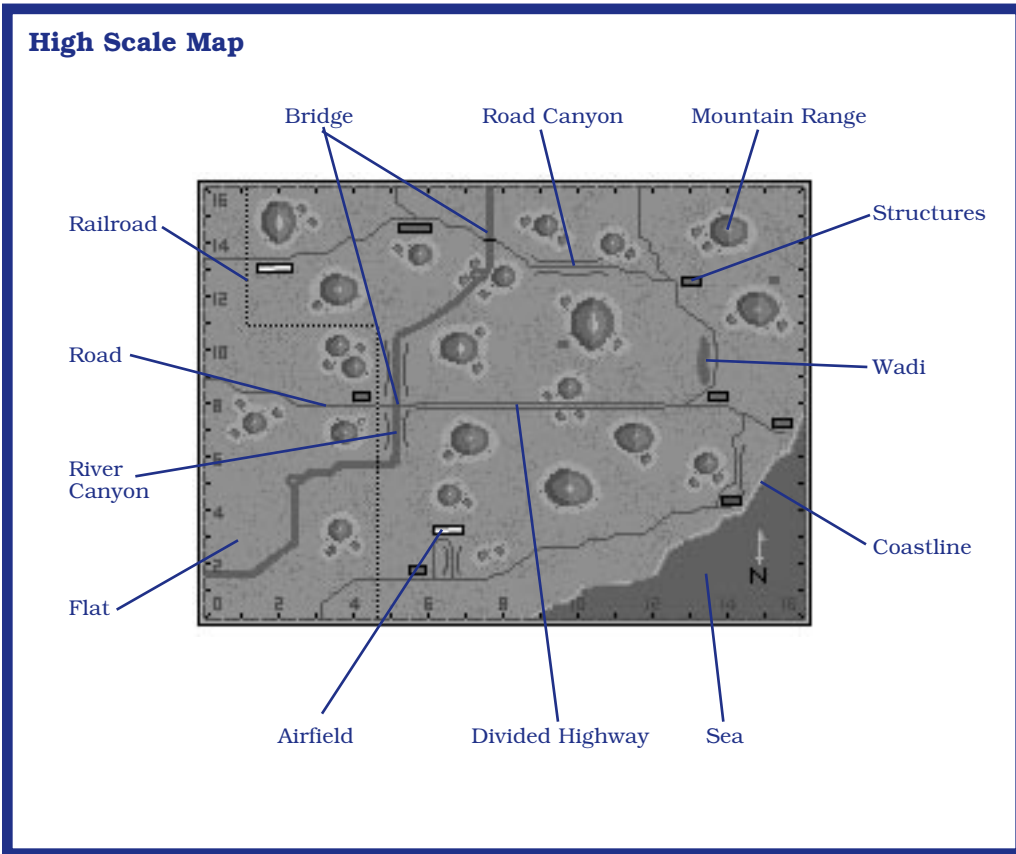 High Scale Map
Bridge
Road Canyon
Mountain Range
Structures
Railroad
Road
Wadi
River
Canyon
Coastline
Flat
Airfield
Divided Highway
Sea
16
14
12
10
8
6
4
2
0 2 4 6 8 10 12 14 16
N